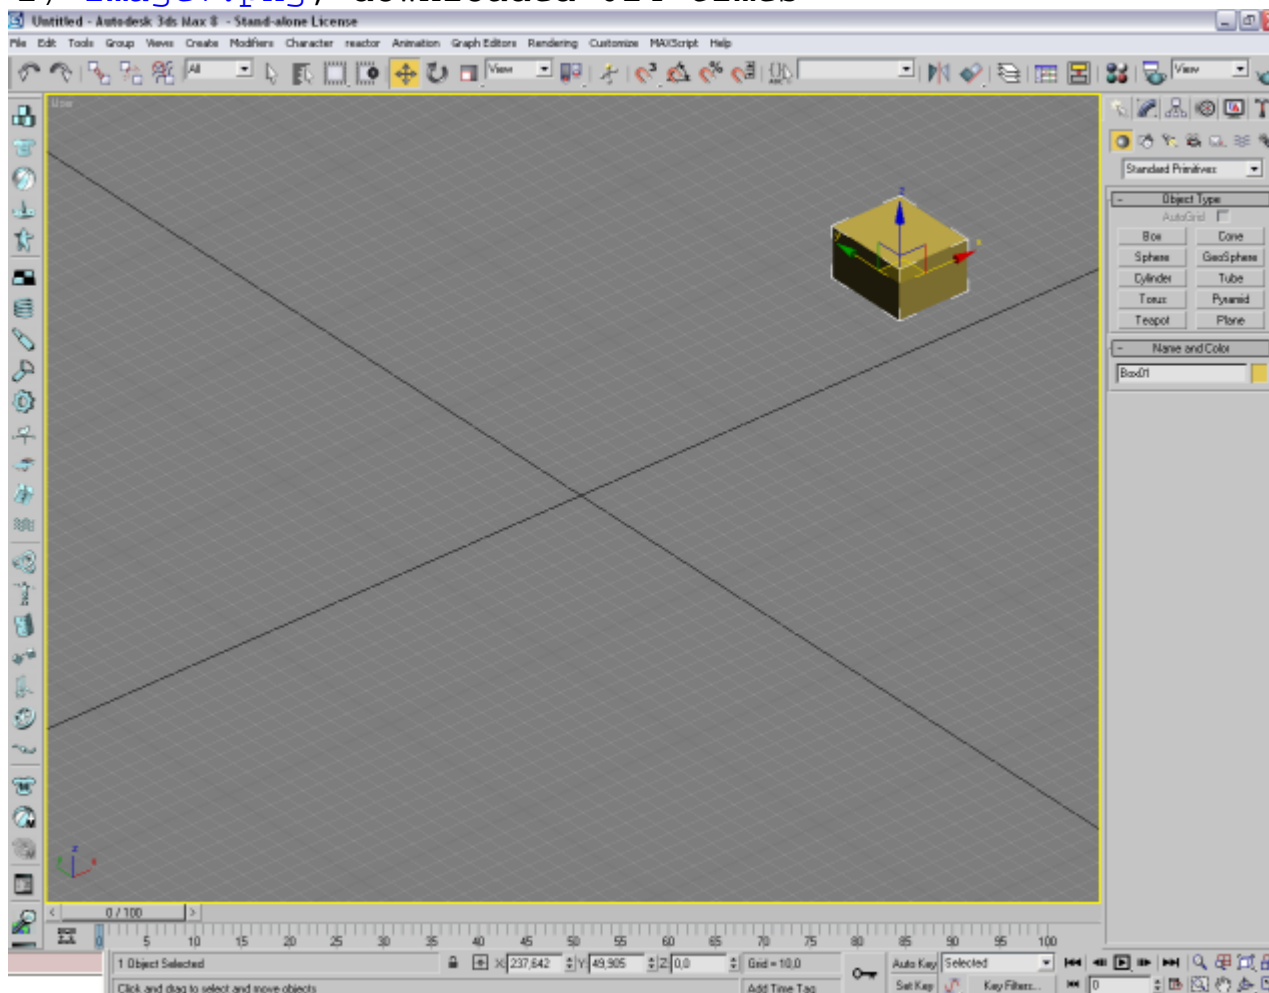 Untitled - Autodesk 3ds Max 8 - Stand-alone License
File Edit Tools Group Views Create Modifiers Character reactor Animation Graph Editors Rendering Customize MAXScript Help
All View View
User
Standard Primitives
- Object Type
AutoGrid
Box Cone
Sphere GeoSphere
Cylinder Tube
Torus Pyramid
Teapot Plane
- Name and Color
Box01
z
y x
z
y x
< 0 / 100 >
0 5 10 15 20 25 30 35 40 45 50 55 60 65 70 75 80 85 90 95 100
1 Object Selected X: 237,642 Y: 49,905 Z: 0,0 Grid = 10,0 Auto Key Selected
Click and drag to select and move objects Add Time Tag Set Key Key Filters... 0